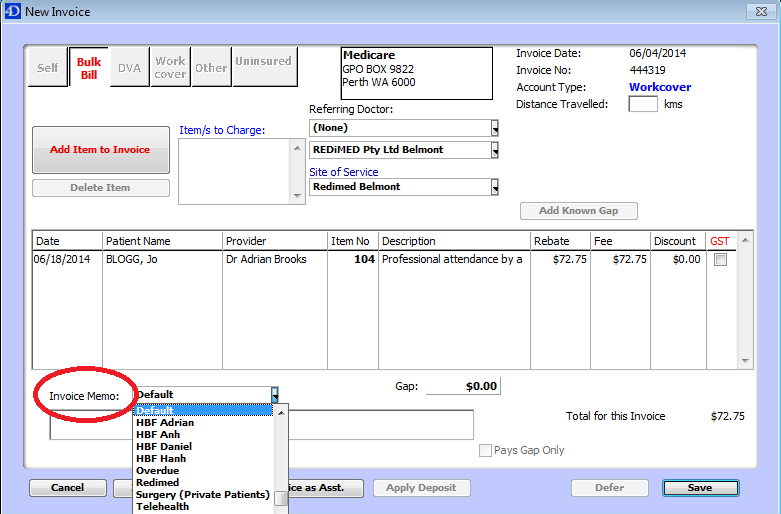 New Invoice
Self
Bulk Bill
DVA
Work cover
Other
Uninsured
Medicare
GPO BOX 9822
Perth WA 6000
Invoice Date: 06/04/2014
Invoice No: 444319
Account Type: Workcover
Distance Travelled: kms
Referring Doctor:
(None)
REDiMED Pty Ltd Belmont
Site of Service
Redimed Belmont
Add Item to Invoice
Delete Item
Item/s to Charge:
Add Known Gap
Date Patient Name Provider Item No Description Rebate Fee Discount GST
06/18/2014 BLOGG, Jo Dr Adrian Brooks 104 Professional attendance by a $72.75 $72.75 $0.00
Invoice Memo: Default
Gap: $0.00
Default
HBF Adrian
HBF Anh
HBF Daniel
HBF Hanh
Overdue
Redimed
Surgery (Private Patients)
Telehealth
Total for this Invoice $72.75
Pays Gap Only
Cancel
ice as Asst.
Apply Deposit
Defer
Save